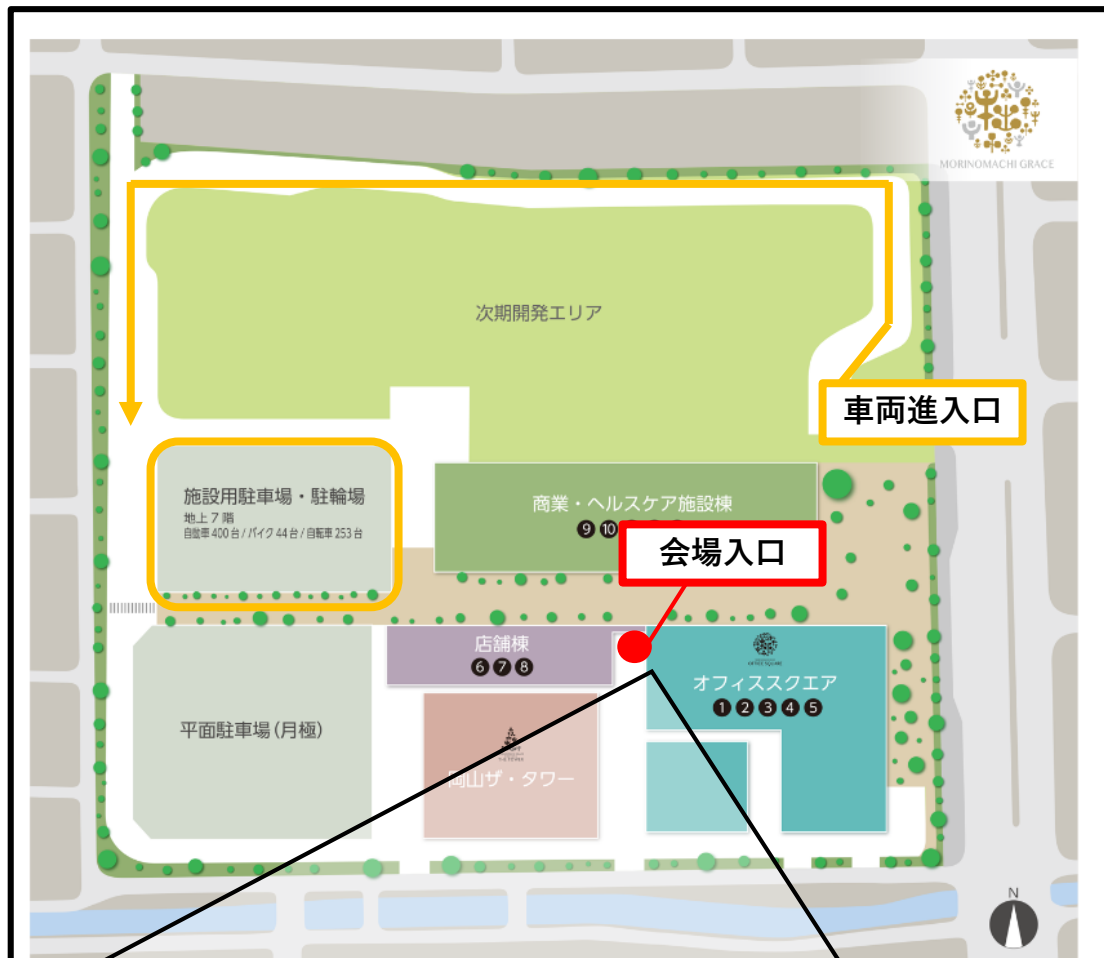 MORINOMACHI GRACE
次期開発エリア
車両進入口
施設用駐車場・駐輪場
地上7階
自動車400台/バイク44台/自転車253台
商業・ヘルスケア施設棟
❾❿
会場入口
店舗棟
❻❼❽
オフィススクエア
❶❷❸❹❺
平面駐車場(月極)
岡山ザ・タワー
N